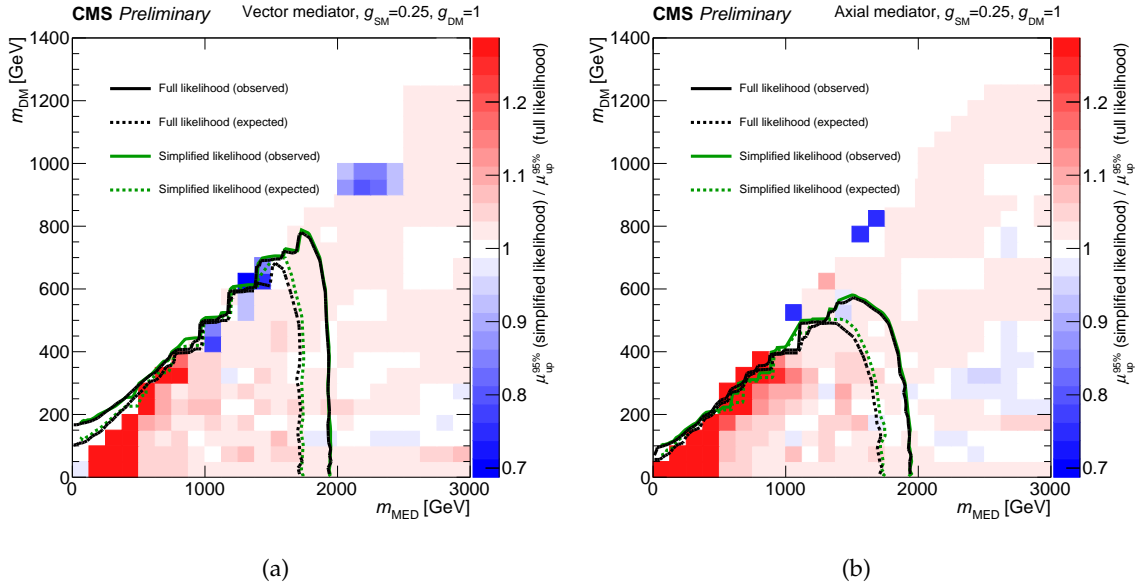 CMS Preliminary Vector mediator, g_SM=0.25, g_DM=1
m_DM [GeV]
1400
1200
1000
800
600
400
200
0
Full likelihood (observed)
Full likelihood (expected)
Simplified likelihood (observed)
Simplified likelihood (expected)
0 1000 2000 3000
m_MED [GeV]
1.2
1.1
1
0.9
0.8
0.7
μ_up^95% (simplified likelihood) / μ_up^95% (full likelihood)
(a)
CMS Preliminary Axial mediator, g_SM=0.25, g_DM=1
m_DM [GeV]
1400
1200
1000
800
600
400
200
0
Full likelihood (observed)
Full likelihood (expected)
Simplified likelihood (observed)
Simplified likelihood (expected)
0 1000 2000 3000
m_MED [GeV]
1.2
1.1
1
0.9
0.8
0.7
μ_up^95% (simplified likelihood) / μ_up^95% (full likelihood)
(b)